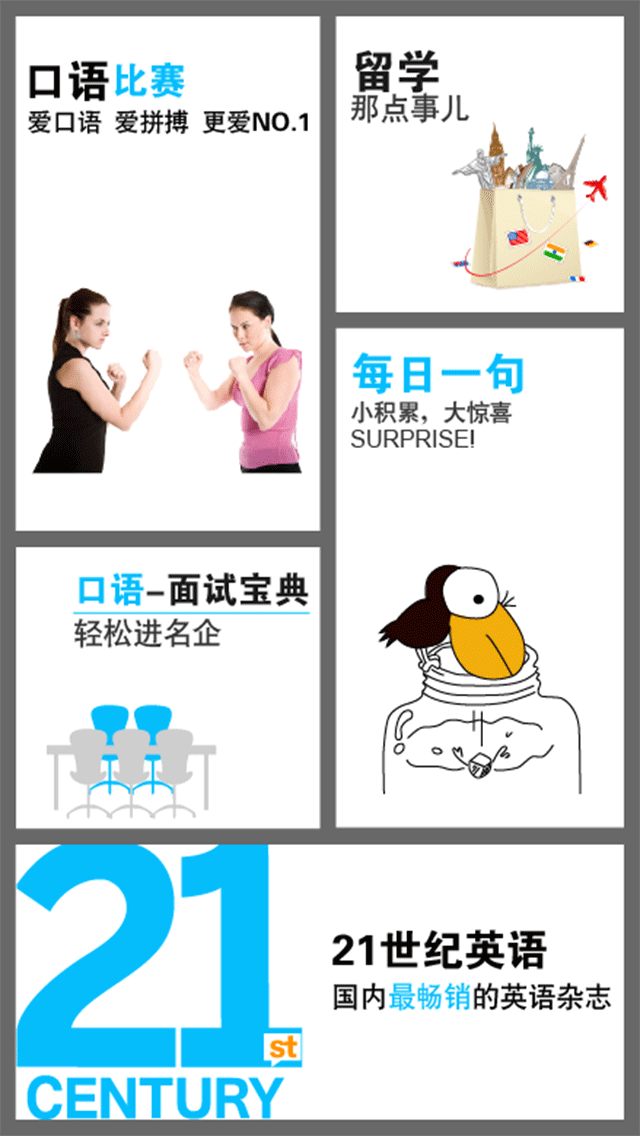 口语比赛
爱口语 爱拼搏 更爱NO.1
留学
那点事儿
每日一句
小积累，大惊喜
SURPRISE!
口语-面试宝典
轻松进名企
21st
CENTURY
21世纪英语
国内最畅销的英语杂志